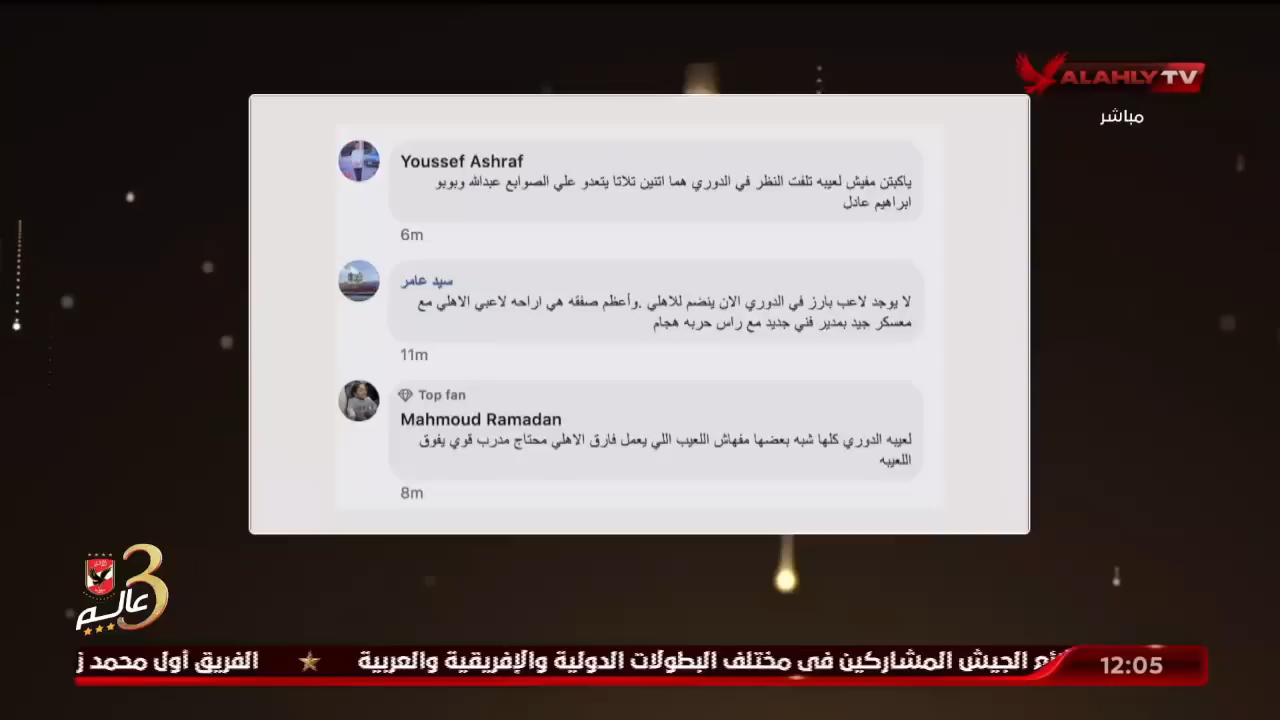 ALAHLY TV
مباشر
Youssef Ashraf
ياكبتن مفيش لعيبه تلفت النظر في الدوري هما اتنين تلاتا يتعدو علي الصوابع عبدالله وبوبو
ابراهيم عادل
6m
سيد عامر
لا يوجد لاعب بارز في الدوري الان ينضم للاهلي .وأعظم صفقه هي اراحه لاعبي الاهلي مع
معسكر جيد بمدير فني جديد مع راس حربه هجام
11m
Top fan
Mahmoud Ramadan
لعيبه الدوري كلها شبه بعضها مفهاش اللعيب اللي يعمل فارق الاهلي محتاج مدرب قوي يفوق
اللعيبه
8m
3 عالم
الجيش المشاركين في مختلف البطولات الدولية والإفريقية والعربية ★ الفريق أول محمد
12:05